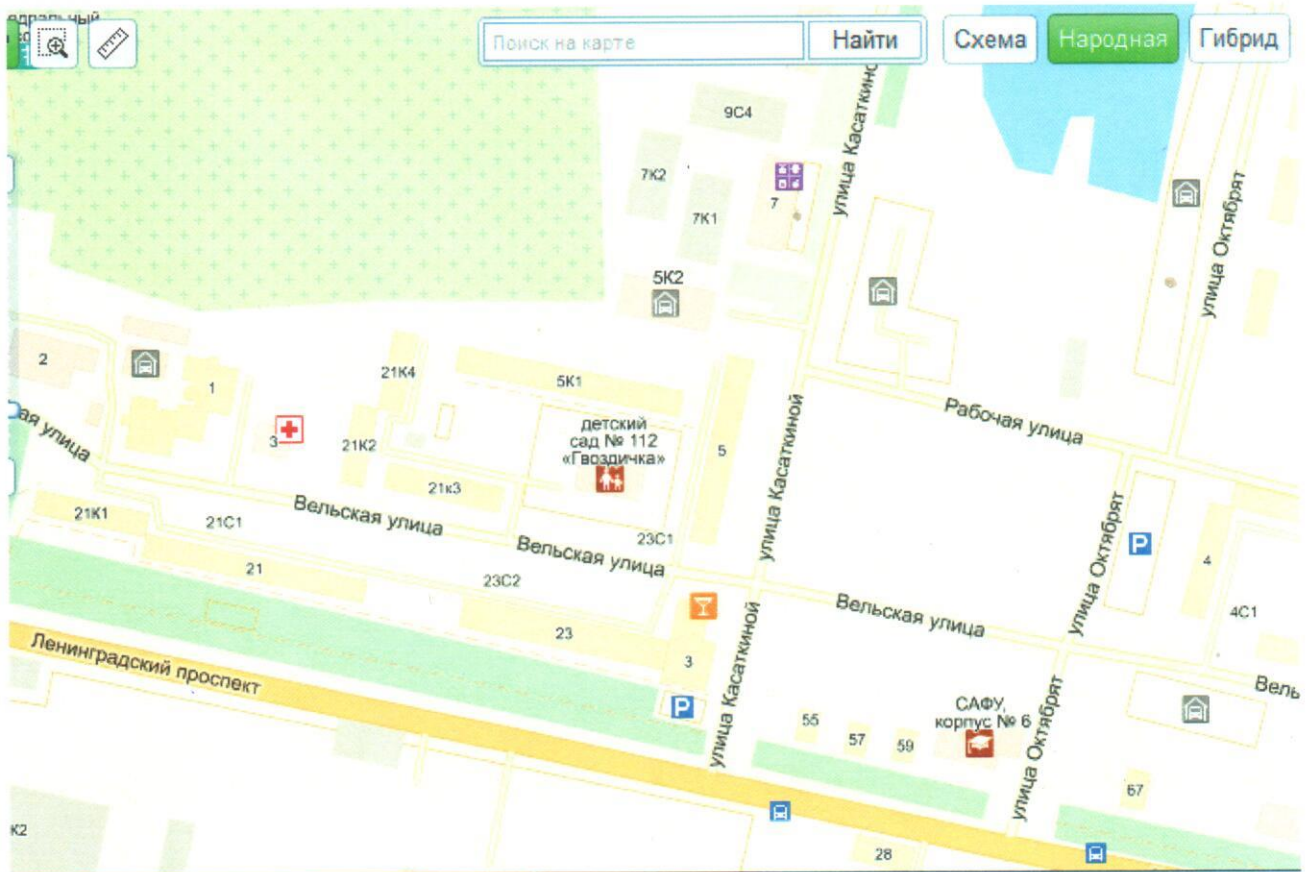 Поиск на карте
Найти
Схема
Народная
Гибрид
9С4
улица Касаткиной
7К2
7
7К1
улица Октябрят
5К2
2
1
21К4
5К1
Рабочая улица
детский
сад № 112
«Гвоздичка»
3
21К2
5
улица Касаткиной
ая улица
21к3
21К1
21С1
Вельская улица
23С1
Вельская улица
улица Октябрят
4
21
23С2
Вельская улица
4С1
23
3
улица Касаткиной
Ленинградский проспект
P
P
Вель
САФУ,
корпус № 6
55
57
59
улица Октябрят
67
К2
28